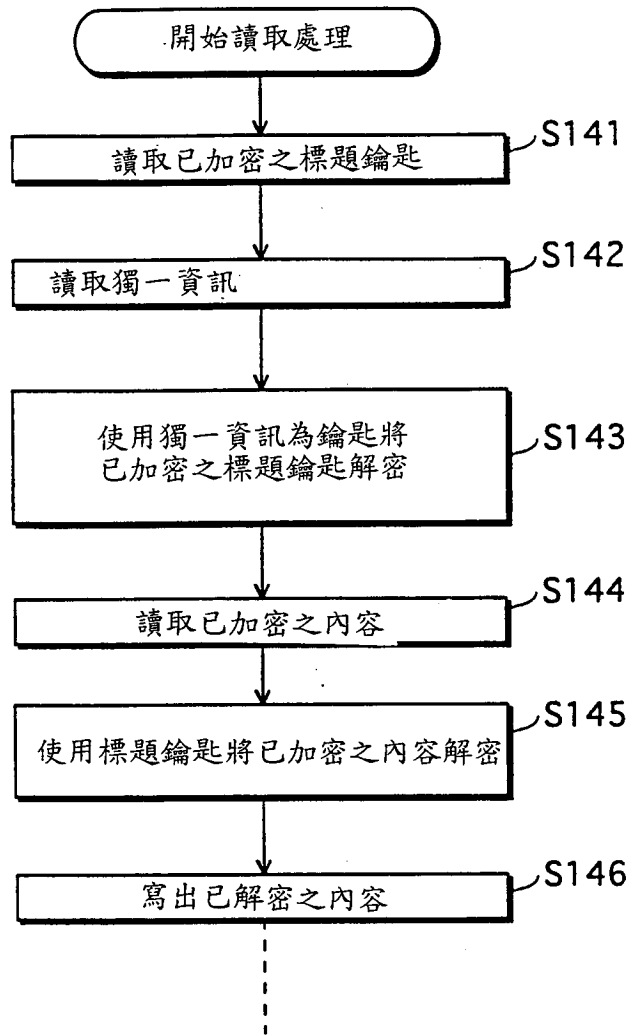 開始讀取處理
S141
讀取已加密之標題鑰匙
S142
讀取獨一資訊
S143
使用獨一資訊為鑰匙將
已加密之標題鑰匙解密
S144
讀取已加密之內容
S145
使用標題鑰匙將已加密之內容解密
S146
寫出已解密之內容